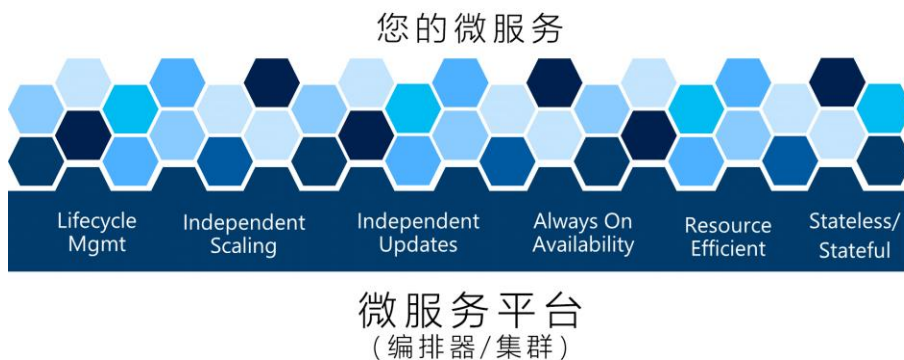 您的微服务
Lifecycle
Mgmt
Independent
Scaling
Independent
Updates
Always On
Availability
Resource
Efficient
Stateless/
Stateful
微服务平台
(编排器/集群)